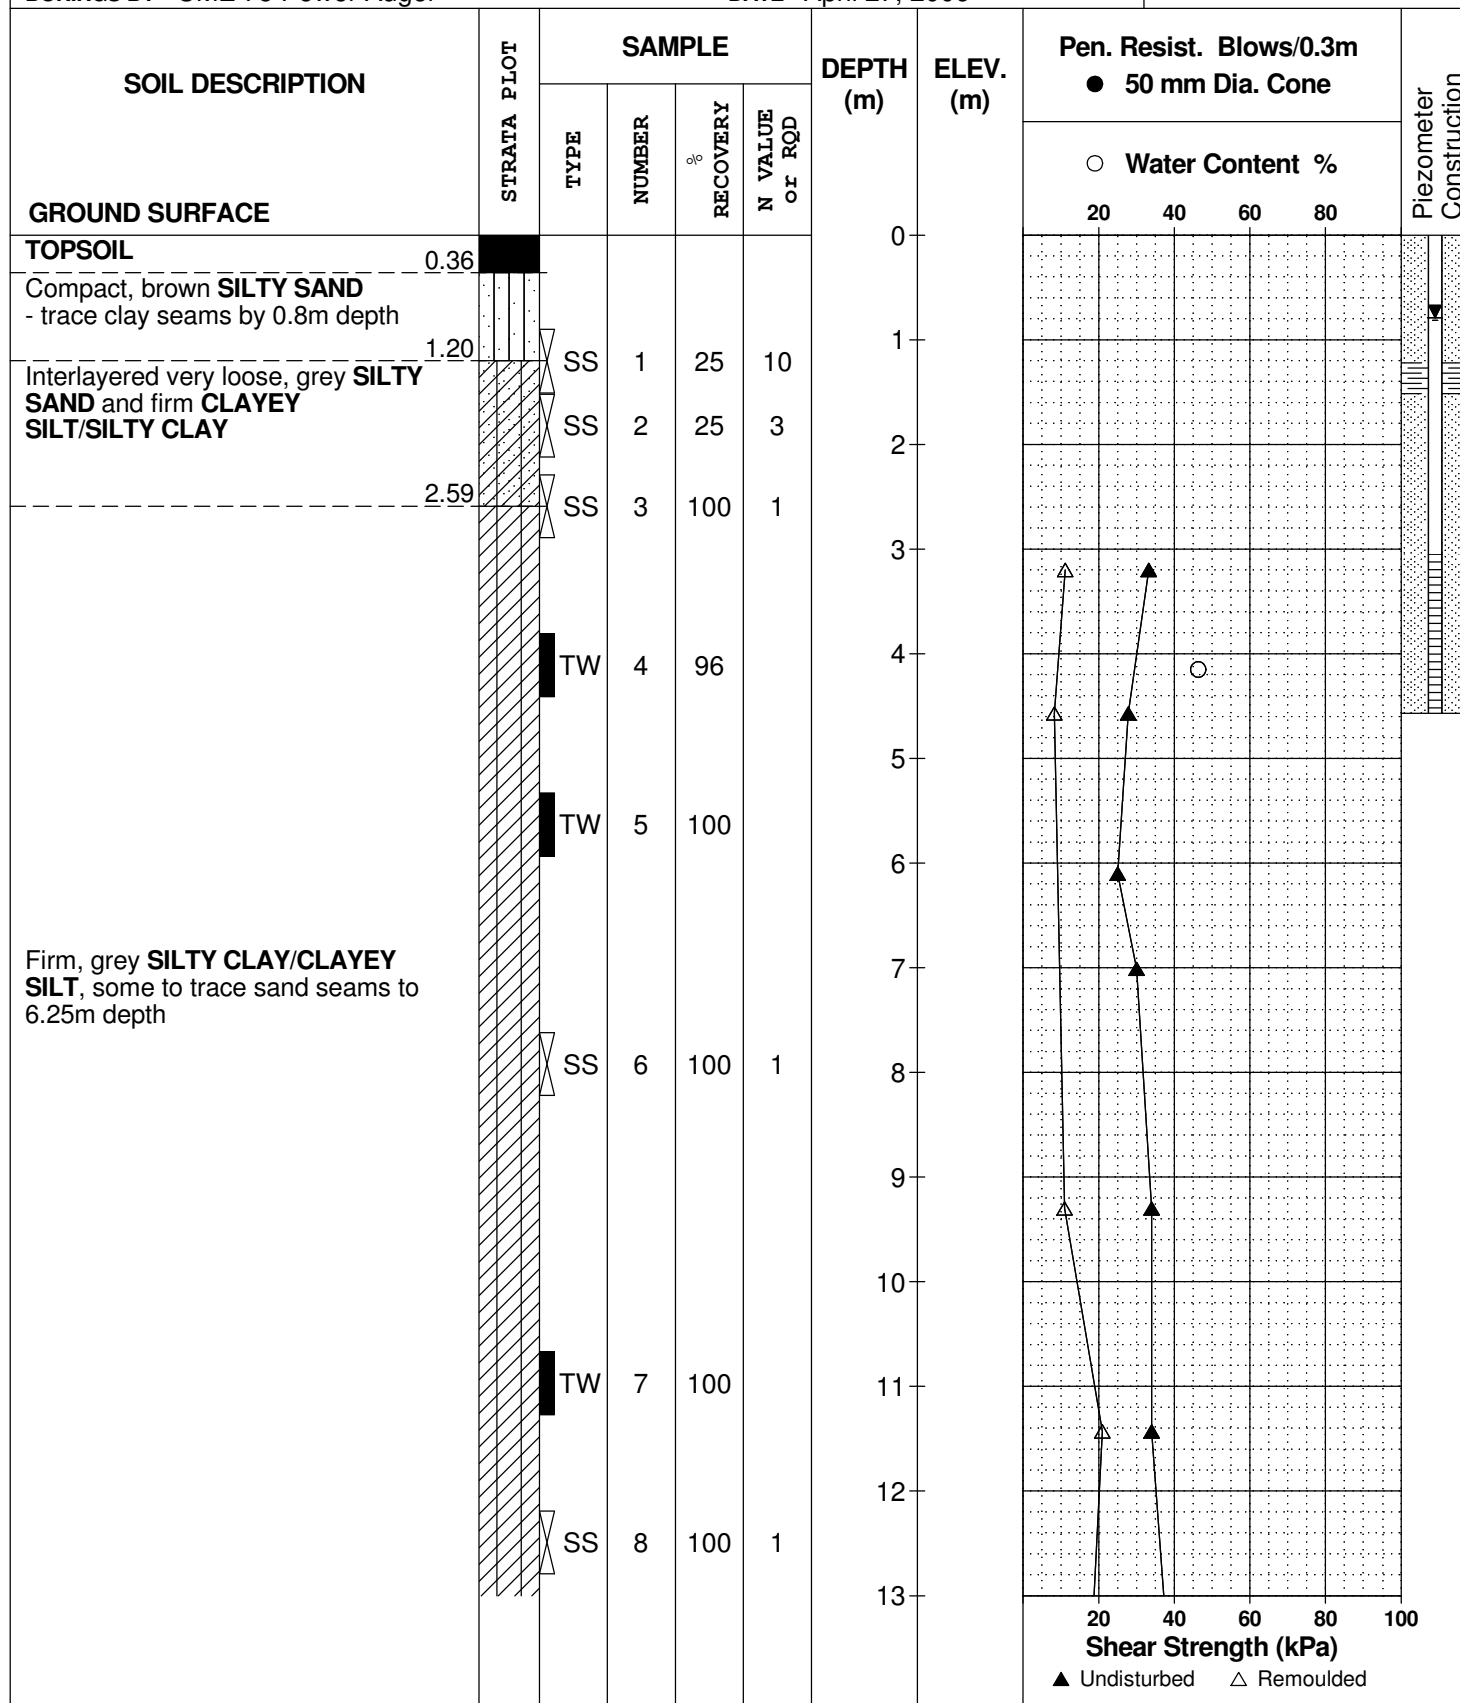 SOIL DESCRIPTION
GROUND SURFACE
STRATA PLOT
SAMPLE
TYPE
NUMBER
%
RECOVERY
N VALUE
or RQD
DEPTH
(m)
ELEV.
(m)
Pen. Resist. Blows/0.3m
● 50 mm Dia. Cone
○ Water Content %
20 40 60 80
Piezometer
Construction
TOPSOIL
0.36
Compact, brown SILTY SAND
- trace clay seams by 0.8m depth
1.20
Interlayered very loose, grey SILTY
SAND and firm CLAYEY
SILT/SILTY CLAY
2.59
Firm, grey SILTY CLAY/CLAYEY
SILT, some to trace sand seams to
6.25m depth
SS 1 25 10
SS 2 25 3
SS 3 100 1
TW 4 96
TW 5 100
SS 6 100 1
TW 7 100
SS 8 100 1
0
1
2
3
4
5
6
7
8
9
10
11
12
13
20 40 60 80 100
Shear Strength (kPa)
▲ Undisturbed △ Remoulded